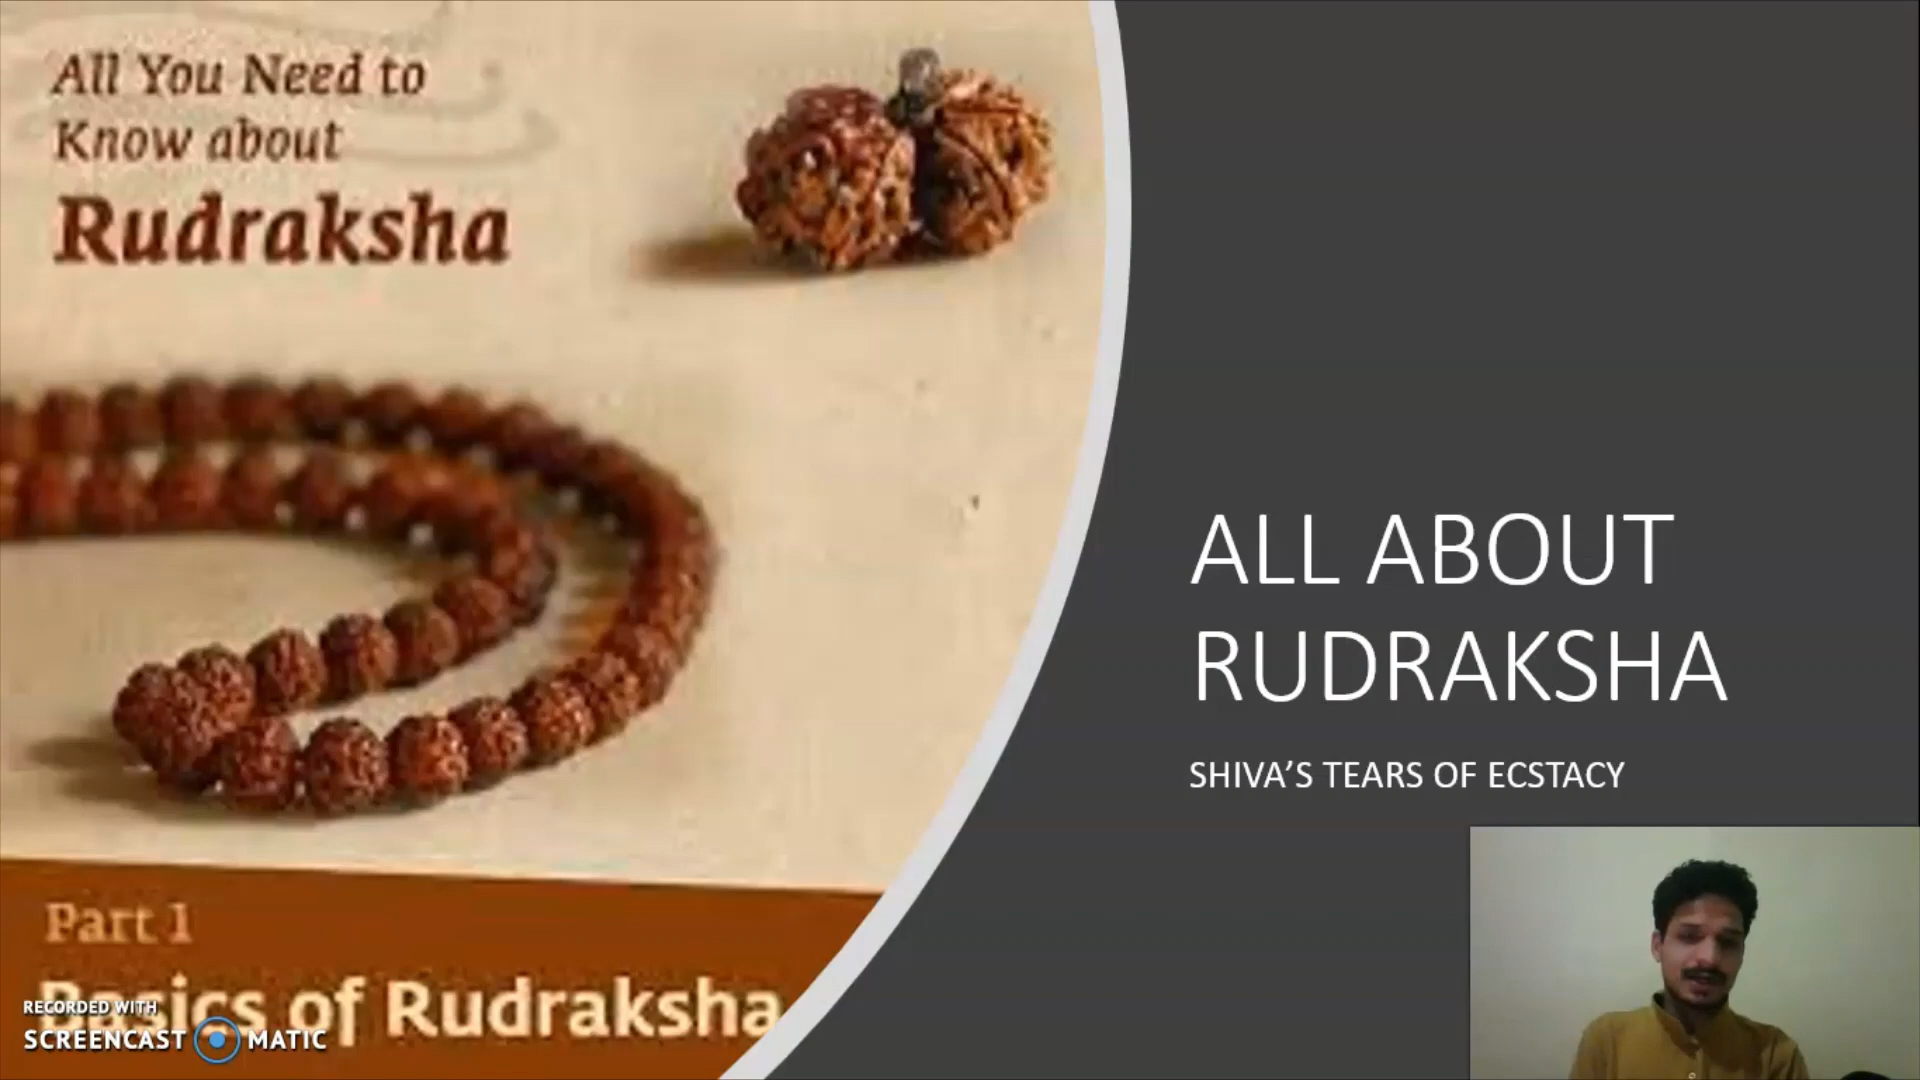 All You Need to
Know about
Rudraksha
ALL ABOUT
RUDRAKSHA
SHIVA’S TEARS OF ECSTACY
Part 1
Basics of Rudraksha
RECORDED WITH
SCREENCAST MATIC